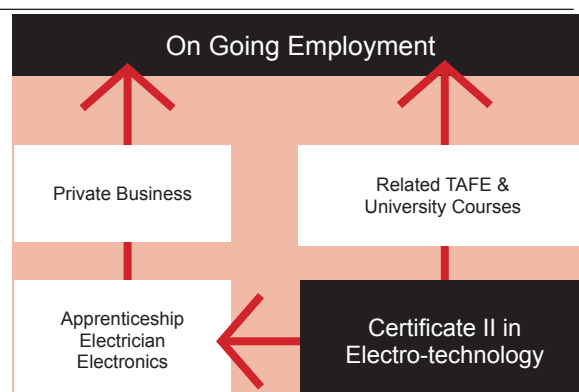 On Going Employment
Private Business
Related TAFE &
University Courses
Apprenticeship
Electrician
Electronics
Certificate II in
Electro-technology